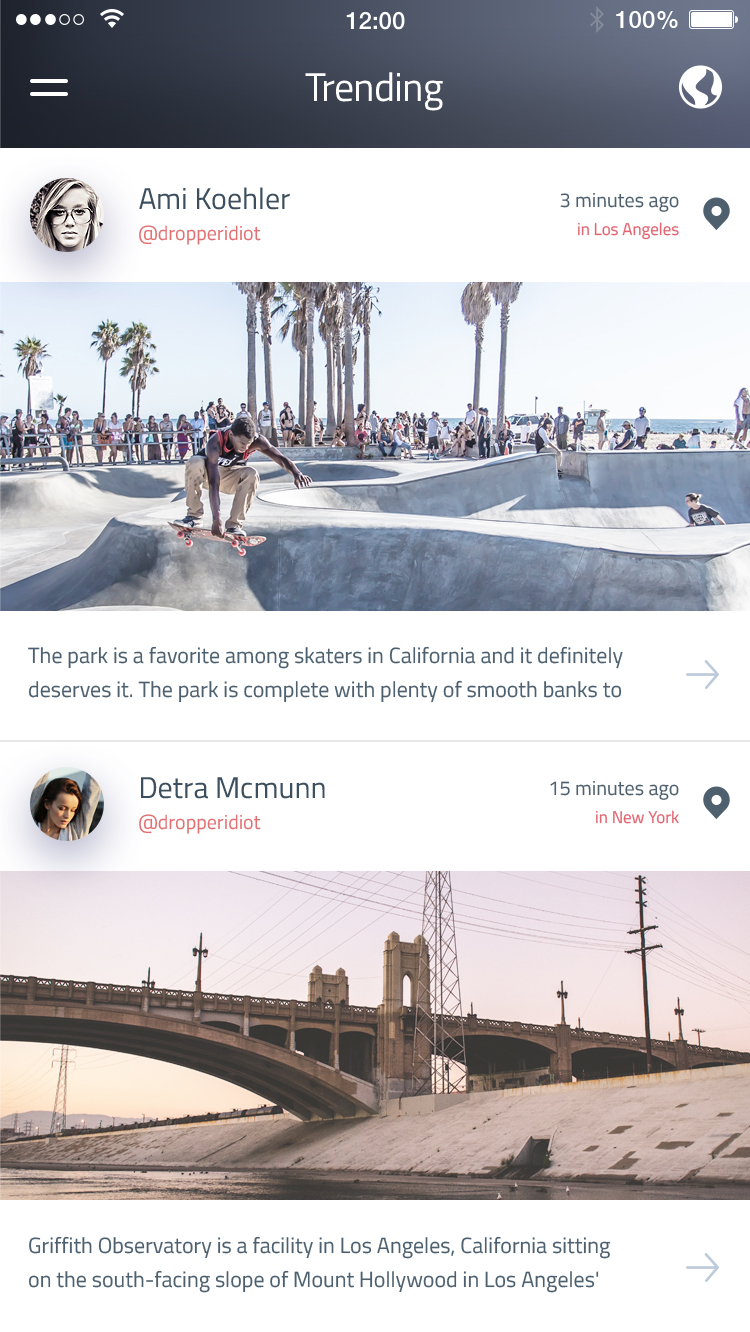 12:00
100%
Trending
Ami Koehler
3 minutes ago
@dropperidiot
in Los Angeles
The park is a favorite among skaters in California and it definitely
deserves it. The park is complete with plenty of smooth banks to
Detra Mcmunn
15 minutes ago
@dropperidiot
in New York
Griffith Observatory is a facility in Los Angeles, California sitting
on the south-facing slope of Mount Hollywood in Los Angeles'